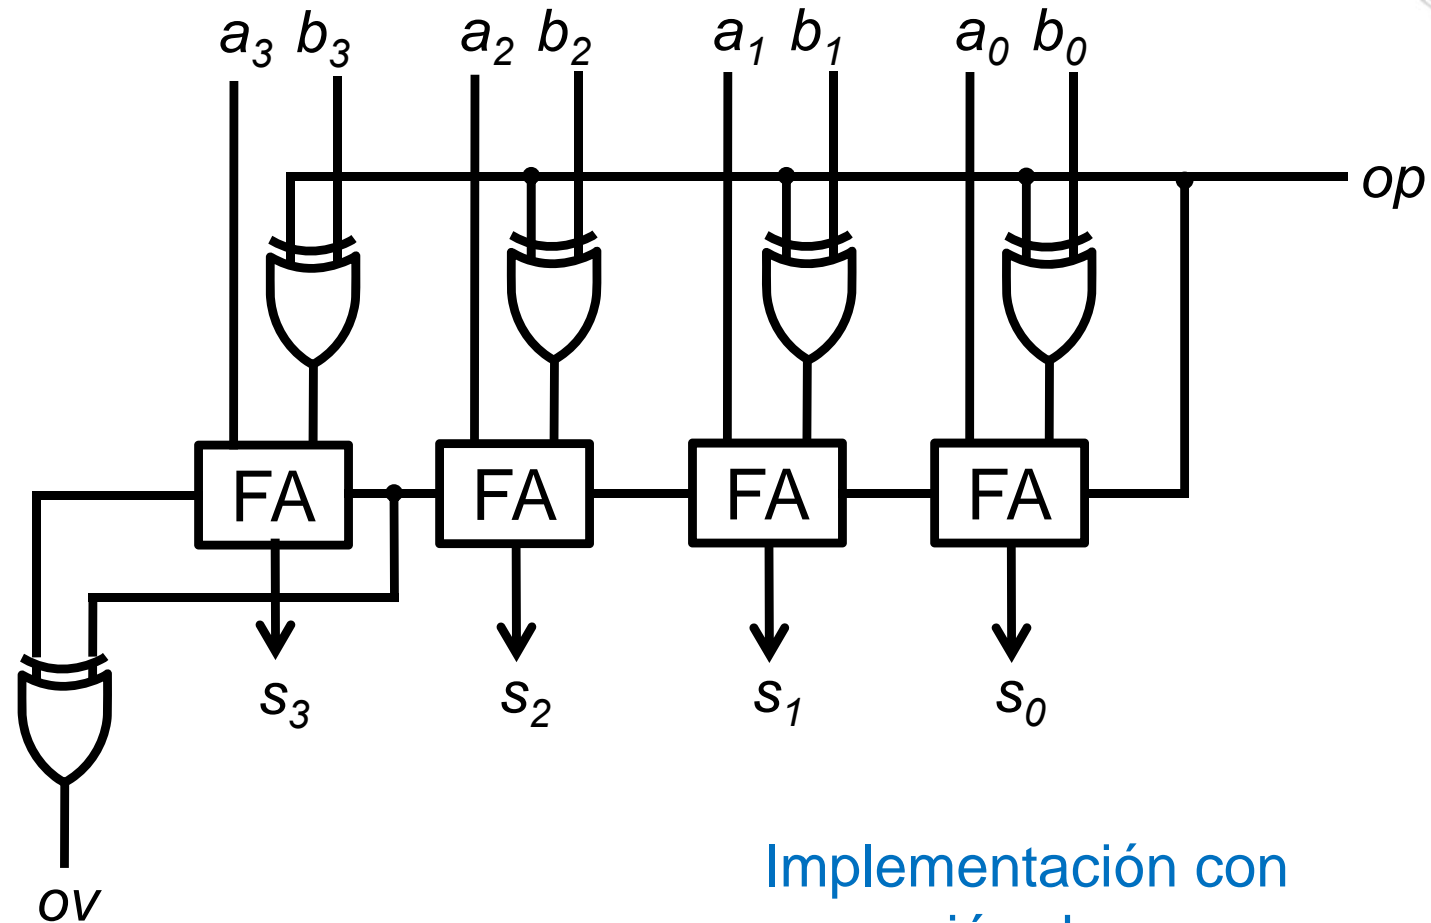 a3 b3 a2 b2 a1 b1 a0 b0
op
FA FA FA FA
s3 s2 s1 s0
ov
Implementación con